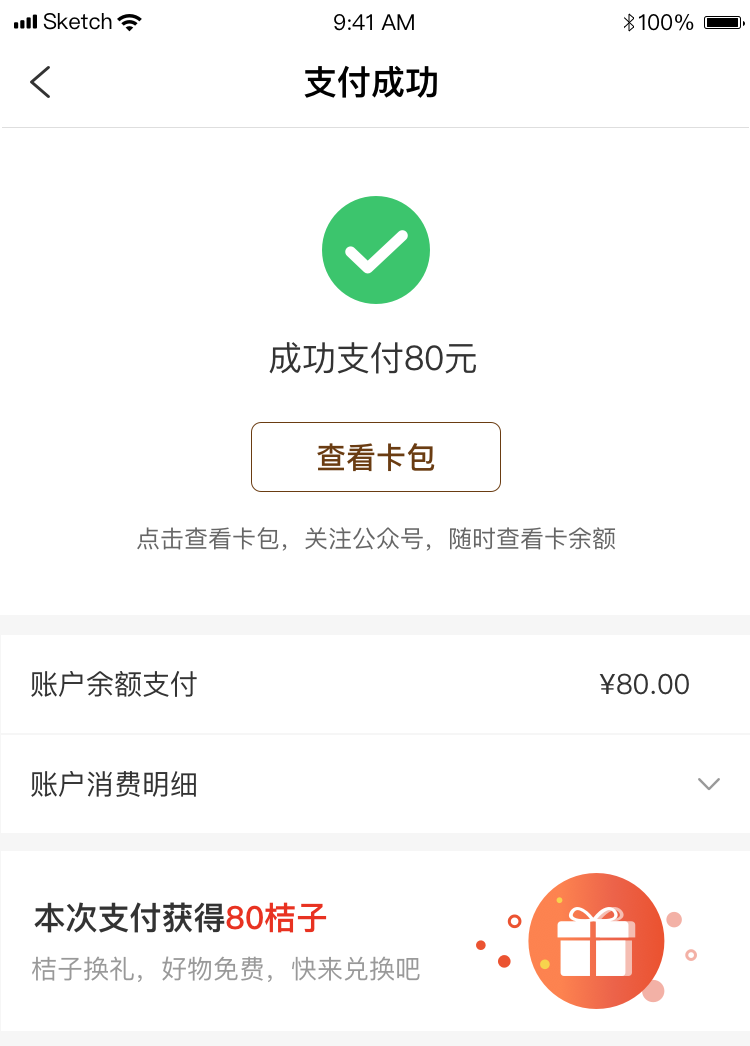 Sketch 9:41 AM 100%
支付成功
成功支付80元
查看卡包
点击查看卡包，关注公众号，随时查看卡余额
账户余额支付 ¥80.00
账户消费明细
本次支付获得80桔子
桔子换礼，好物免费，快来兑换吧